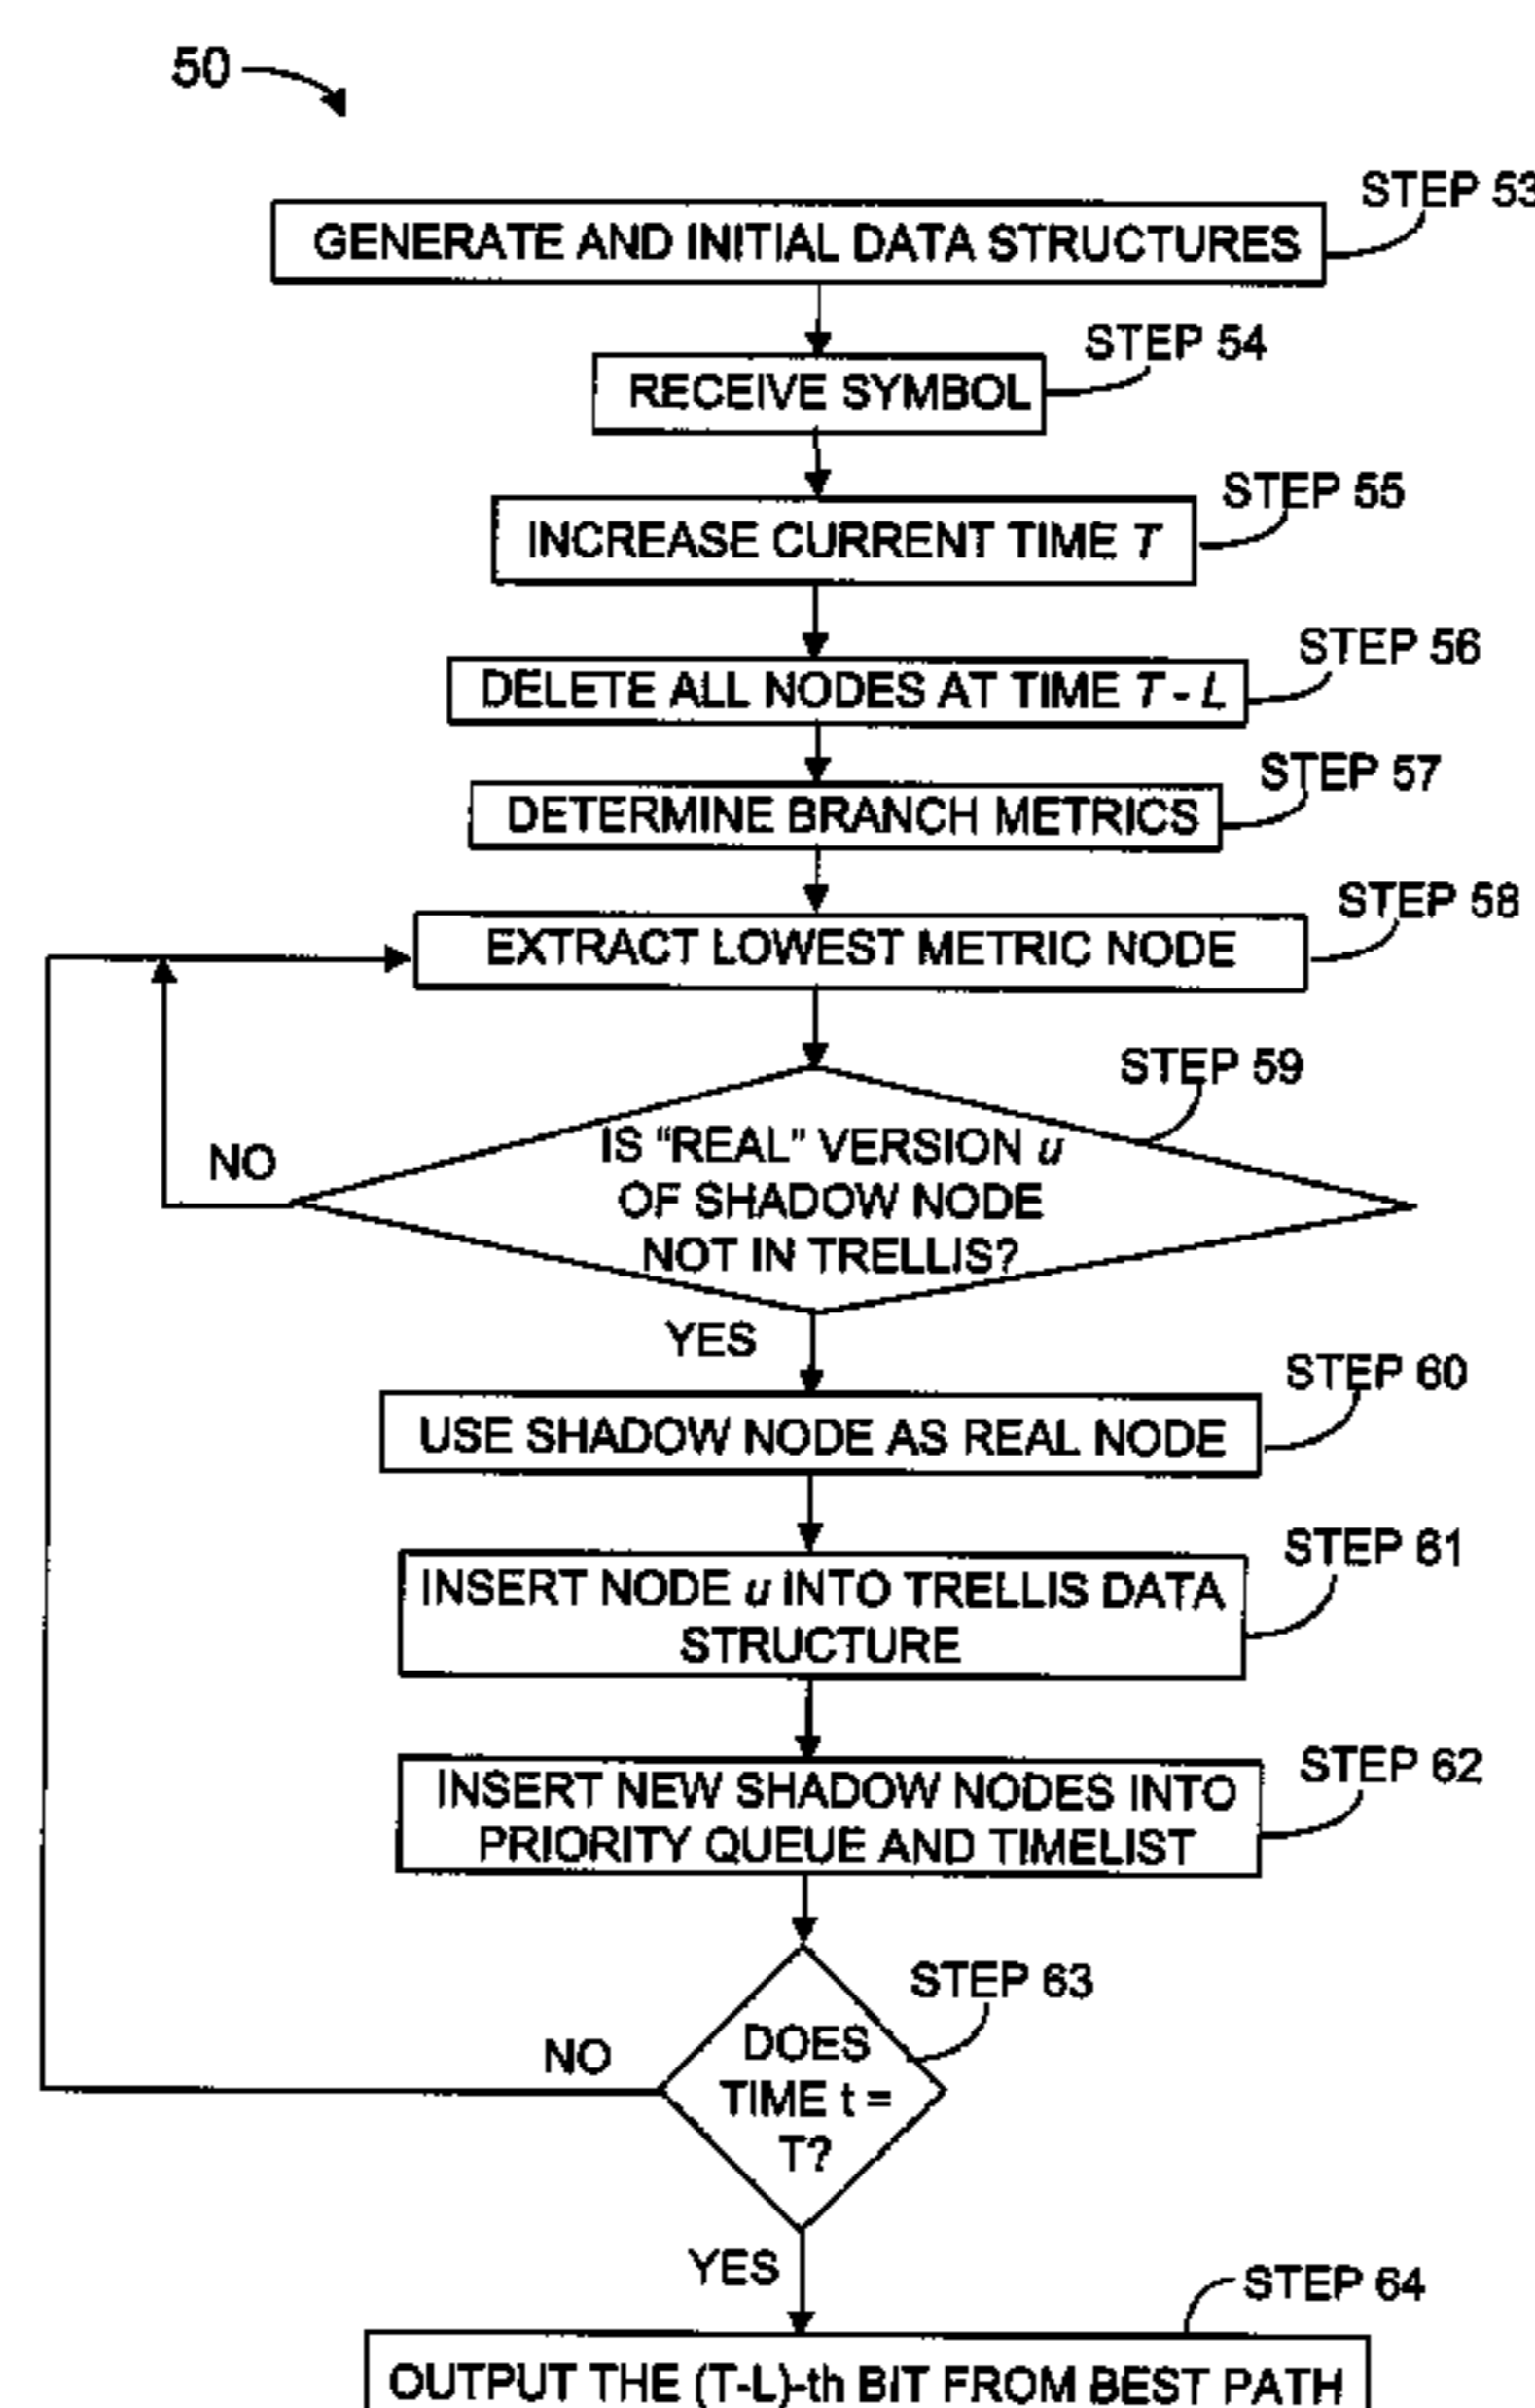 50
STEP 53
GENERATE AND INITIAL DATA STRUCTURES
STEP 54
RECEIVE SYMBOL
STEP 55
INCREASE CURRENT TIME T
STEP 56
DELETE ALL NODES AT TIME T - L
STEP 57
DETERMINE BRANCH METRICS
STEP 58
EXTRACT LOWEST METRIC NODE
STEP 59
IS “REAL” VERSION u
OF SHADOW NODE
NOT IN TRELLIS?
NO
YES
STEP 60
USE SHADOW NODE AS REAL NODE
STEP 61
INSERT NODE u INTO TRELLIS DATA
STRUCTURE
STEP 62
INSERT NEW SHADOW NODES INTO
PRIORITY QUEUE AND TIMELIST
STEP 63
DOES
TIME t =
T?
NO
YES
STEP 64
OUTPUT THE (T-L)-th BIT FROM BEST PATH